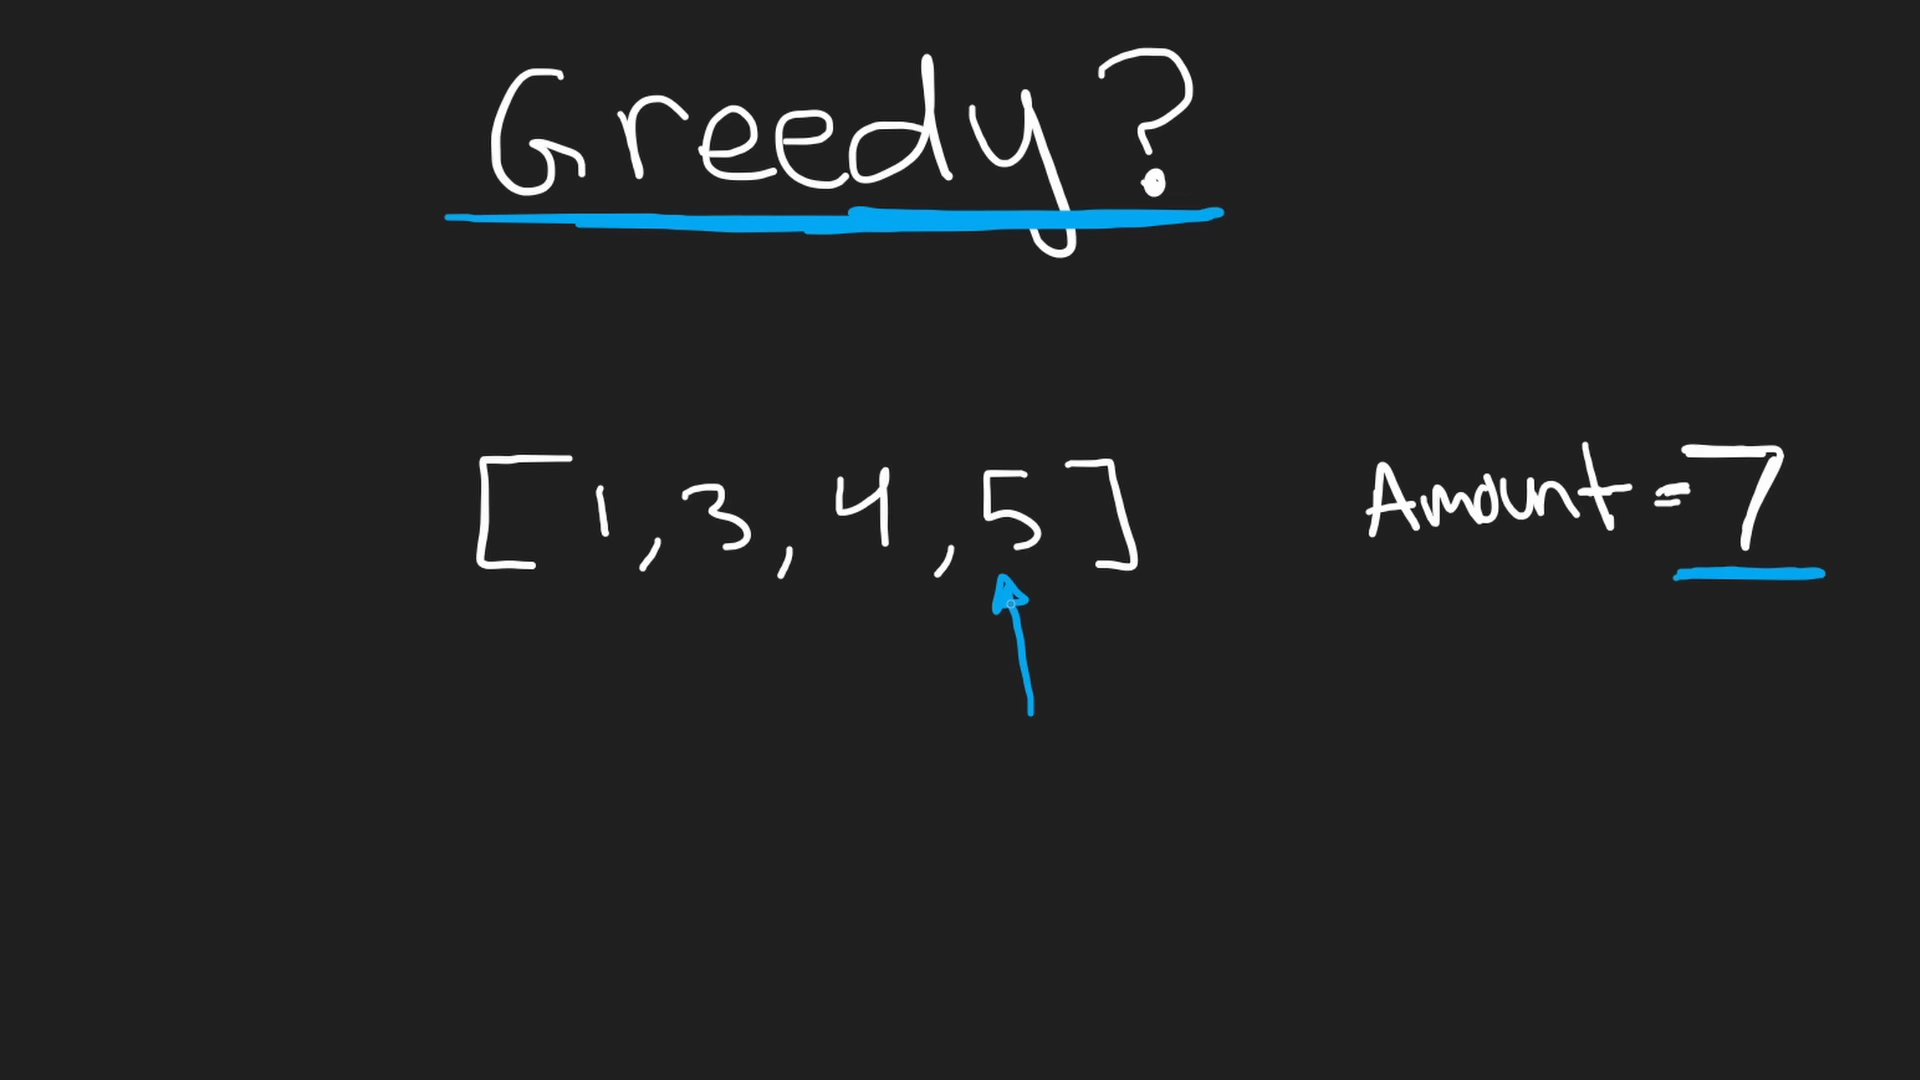 Greedy?
[1, 3, 4, 5] Amount = 7